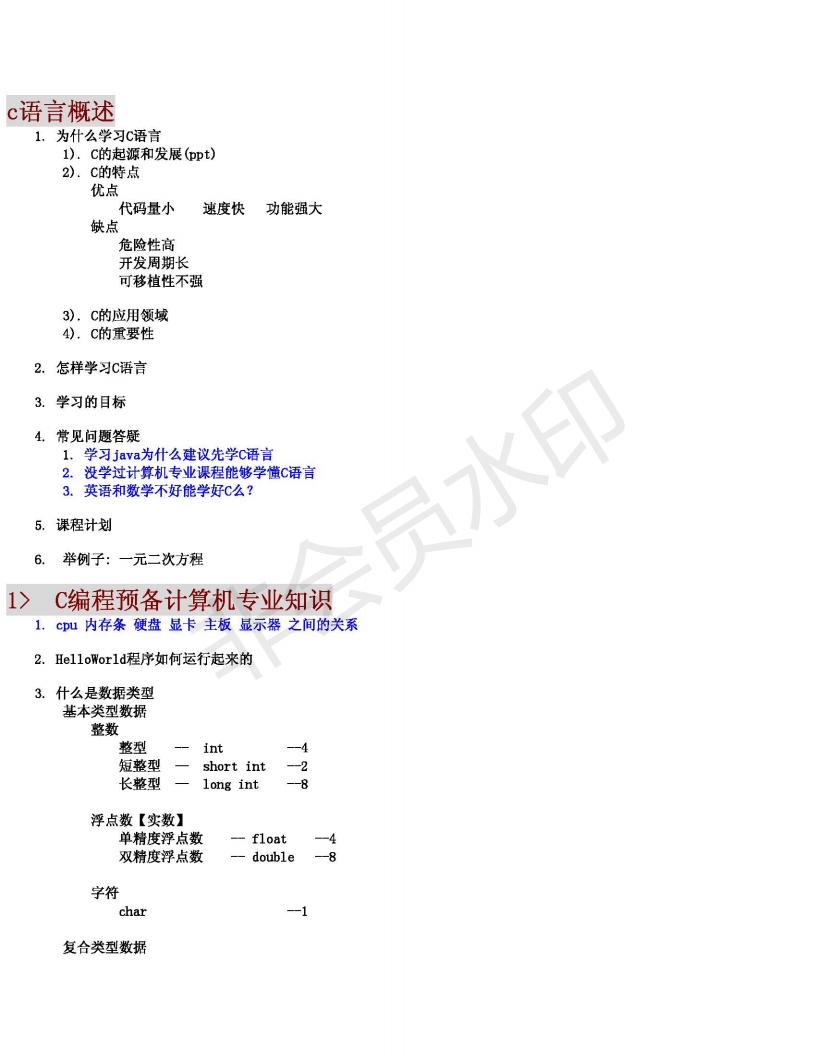 c语言概述
1. 为什么学习C语言
1). C的起源和发展(ppt)
2). C的特点
优点
代码量小 速度快 功能强大
缺点
危险性高
开发周期长
可移植性不强
3). C的应用领域
4). C的重要性
2. 怎样学习C语言
3. 学习的目标
4. 常见问题答疑
1. 学习java为什么建议先学C语言
2. 没学过计算机专业课程能够学懂C语言
3. 英语和数学不好能学好C么?
5. 课程计划
6. 举例子: 一元二次方程
1> C编程预备计算机专业知识
1. cpu 内存条 硬盘 显卡 主板 显示器 之间的关系
2. HelloWorld程序如何运行起来的
3. 什么是数据类型
基本类型数据
整数
整型 -- int --4
短整型 -- short int --2
长整型 -- long int --8
浮点数【实数】
单精度浮点数 -- float --4
双精度浮点数 -- double --8
字符
char --1
复合类型数据
非会员水印